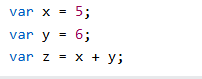 var x = 5;
var y = 6;
var z = x + y;